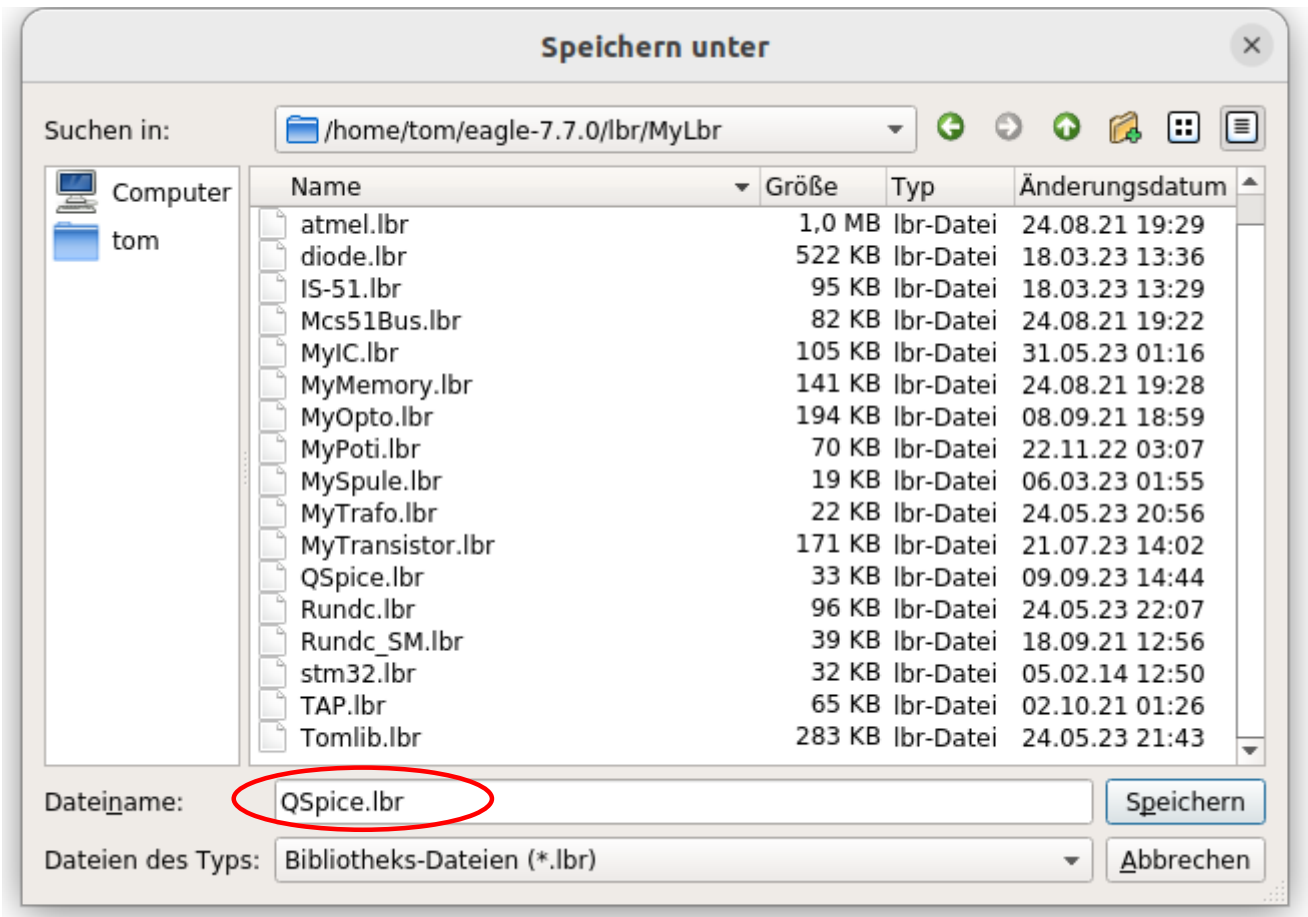 Speichern unter
Suchen in: /home/tom/eagle-7.7.0/lbr/MyLbr
Computer
tom
Name Größe Typ Änderungsdatum
atmel.lbr 1,0 MB lbr-Datei 24.08.21 19:29
diode.lbr 522 KB lbr-Datei 18.03.23 13:36
IS-51.lbr 95 KB lbr-Datei 18.03.23 13:29
Mcs51Bus.lbr 82 KB lbr-Datei 24.08.21 19:22
MyIC.lbr 105 KB lbr-Datei 31.05.23 01:16
MyMemory.lbr 141 KB lbr-Datei 24.08.21 19:28
MyOpto.lbr 194 KB lbr-Datei 08.09.21 18:59
MyPoti.lbr 70 KB lbr-Datei 22.11.22 03:07
MySpule.lbr 19 KB lbr-Datei 06.03.23 01:55
MyTrafo.lbr 22 KB lbr-Datei 24.05.23 20:56
MyTransistor.lbr 171 KB lbr-Datei 21.07.23 14:02
QSpice.lbr 33 KB lbr-Datei 09.09.23 14:44
Rundc.lbr 96 KB lbr-Datei 24.05.23 22:07
Rundc_SM.lbr 39 KB lbr-Datei 18.09.21 12:56
stm32.lbr 32 KB lbr-Datei 05.02.14 12:50
TAP.lbr 65 KB lbr-Datei 02.10.21 01:26
Tomlib.lbr 283 KB lbr-Datei 24.05.23 21:43
Dateiname: QSpice.lbr Speichern
Dateien des Typs: Bibliotheks-Dateien (*.lbr) Abbrechen